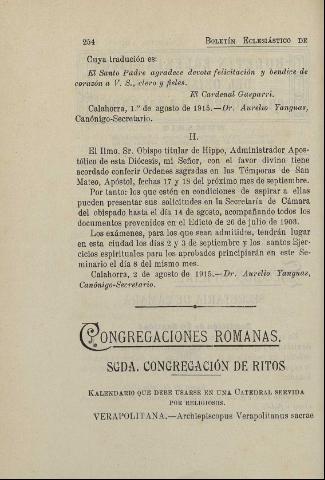 254 BOLETÍN ECLESIÁSTICO DE
Cuya tradución es:
El Santo Padre agradece devota felicitación y bendice de
corazón a V. S., clero y fieles.
El Cardenal Gasparri.
Calahorra, 1.º de agosto de 1915.—Dr. Aurelio Yanguas,
Canónigo-Secretario.
II.
El Ilmo. Sr. Obispo titular de Hippo, Administrador Apos-
tólico de esta Diócesis, mi Señor, con el favor divino tiene
acordado conferir Ordenes sagradas en las Témporas de San
Mateo, Apóstol, fechas 17 y 18 del próximo mes de septiembre.
Por tanto: los que estén en condiciones de aspirar a ellas
pueden presentar sus solicitudes en la Secretaría de Cámara
del obispado hasta el día 14 de agosto, acompañando todos los
documentos prevenidos en el Edicto de 26 de julio de 1903.
Los exámenes, para los que sean admitidos, tendrán lugar
en esta ciudad los días 2 y 3 de septiembre y los santos Ejer-
cicios espirituales para los aprobados principiarán en este Se-
minario el día 8 del mismo mes.
Calahorra, 2 de agosto de 1915.—Dr. Aurelio Yanguas,
Canónigo-Secretario.
CONGREGACIONES ROMANAS.
SGDA. CONGREGACIÓN DE RITOS
KALENDARIO QUE DEBE USARSE EN UNA CATEDRAL SERVIDA
POR RELIGIOSOS.
VERAPOLITANA.—Archiepiscopus Verapolitanus sacrae